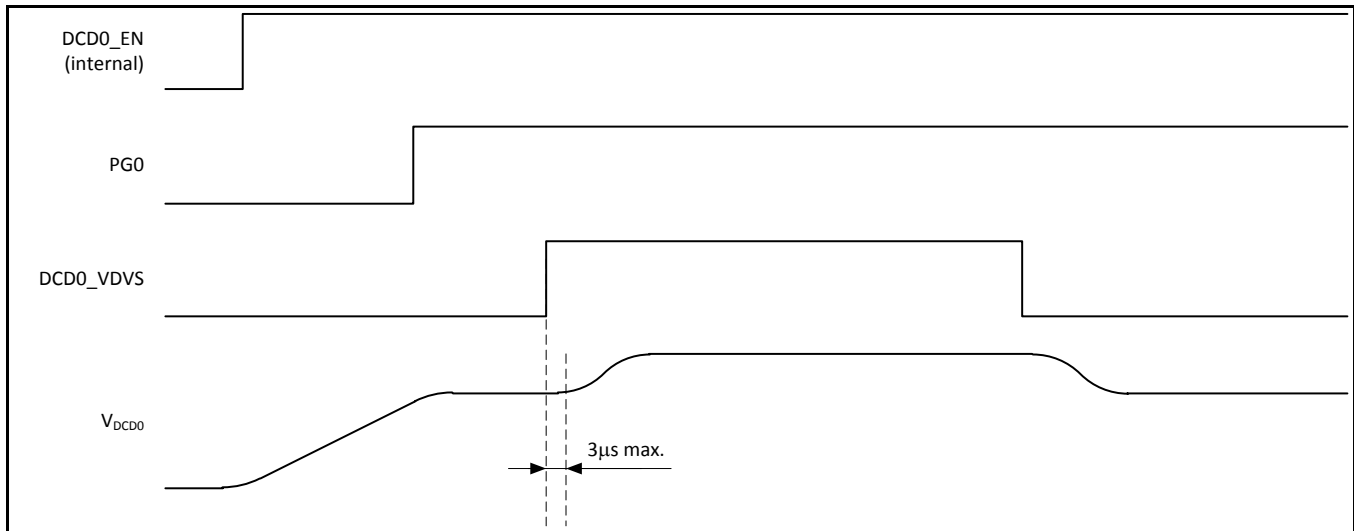 DCD0_EN
(internal)
PG0
DCD0_VDVS
VDCD0
3μs max.